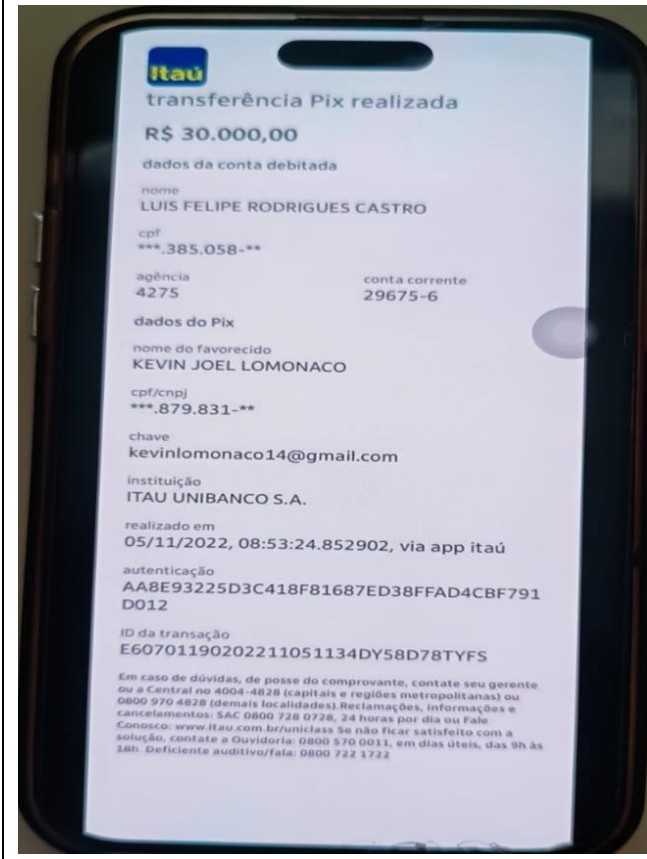 Itaú
transferência Pix realizada
R$ 30.000,00
dados da conta debitada
nome
LUIS FELIPE RODRIGUES CASTRO
cpf
***.385.058-**
agência conta corrente
4275 29675-6
dados do Pix
nome do favorecido
KEVIN JOEL LOMONACO
cpf/cnpj
***.879.831-**
chave
kevinlomonaco14@gmail.com
instituição
ITAU UNIBANCO S.A.
realizado em
05/11/2022, 08:53:24.852902, via app itaú
autenticação
AA8E93225D3C418F81687ED38FFAD4CBF791
D012
ID da transação
E60701190202211051134DY58D78TYFS
Em caso de dúvidas, de posse do comprovante, contate seu gerente
ou a Central no 4004-4828 (capitais e regiões metropolitanas) ou
0800 970 4828 (demais localidades).Reclamações, informações e
cancelamentos: SAC 0800 728 0728, 24 horas por dia ou Fale
Conosco: www.itau.com.br/uniclass Se não ficar satisfeito com a
solução, contate a Ouvidoria: 0800 570 0011, em dias úteis, das 9h às
18h. Deficiente auditivo/fala: 0800 722 1722